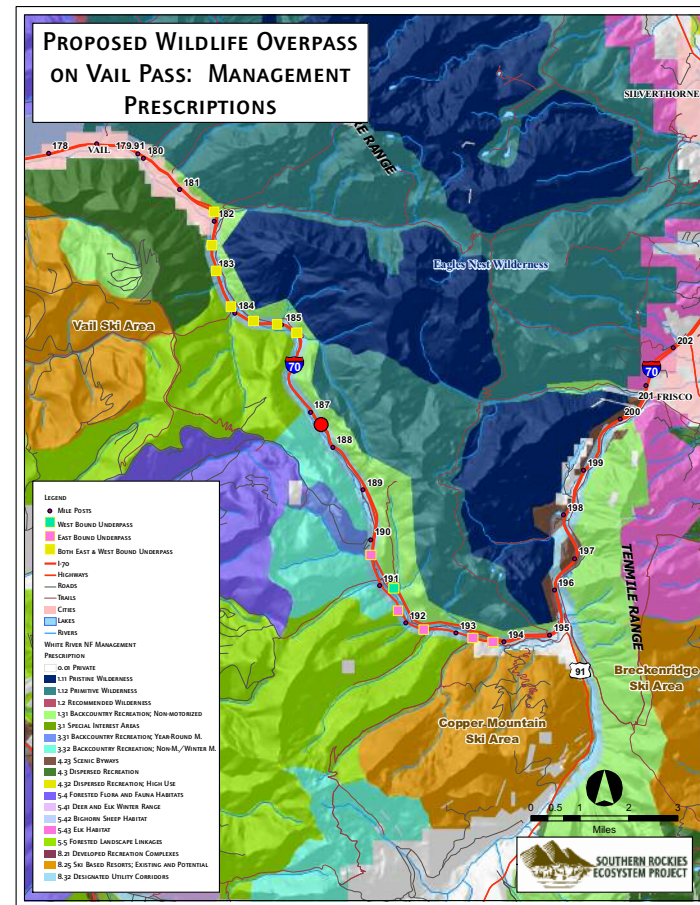 PROPOSED WILDLIFE OVERPASS
ON VAIL PASS: MANAGEMENT
PRESCRIPTIONS
SILVERTHORNE
RE RANGE
178
VAIL
179.91
180
181
182
183
Eagles Nest Wilderness
184
185
Vail Ski Area
202
70
70
201
FRISCO
187
200
188
199
189
198
190
197
TENMILE RANGE
191
196
192
193
194
195
91
Breckenridge
Ski Area
Copper Mountain
Ski Area
LEGEND
MILE POSTS
WEST BOUND UNDERPASS
EAST BOUND UNDERPASS
BOTH EAST & WEST BOUND UNDERPASS
I-70
HIGHWAYS
ROADS
TRAILS
CITIES
LAKES
RIVERS
WHITE RIVER NF MANAGEMENT
PRESCRIPTION
0.01 PRIVATE
1.11 PRISTINE WILDERNESS
1.12 PRIMITIVE WILDERNESS
1.2 RECOMMENDED WILDERNESS
1.31 BACKCOUNTRY RECREATION; NON-MOTORIZED
3.1 SPECIAL INTEREST AREAS
3.31 BACKCOUNTRY RECREATION; YEAR-ROUND M.
3.32 BACKCOUNTRY RECREATION; NON-M./WINTER M.
4.23 SCENIC BYWAYS
4.3 DISPERSED RECREATION
4.32 DISPERSED RECREATION; HIGH USE
5.4 FORESTED FLORA AND FAUNA HABITATS
5.41 DEER AND ELK WINTER RANGE
5.42 BIGHORN SHEEP HABITAT
5.43 ELK HABITAT
5.5 FORESTED LANDSCAPE LINKAGES
8.21 DEVELOPED RECREATION COMPLEXES
8.25 SKI BASED RESORTS; EXISTING AND POTENTIAL
8.32 DESIGNATED UTILITY CORRIDORS
0 0.5 1 2 3
Miles
SOUTHERN ROCKIES
ECOSYSTEM PROJECT